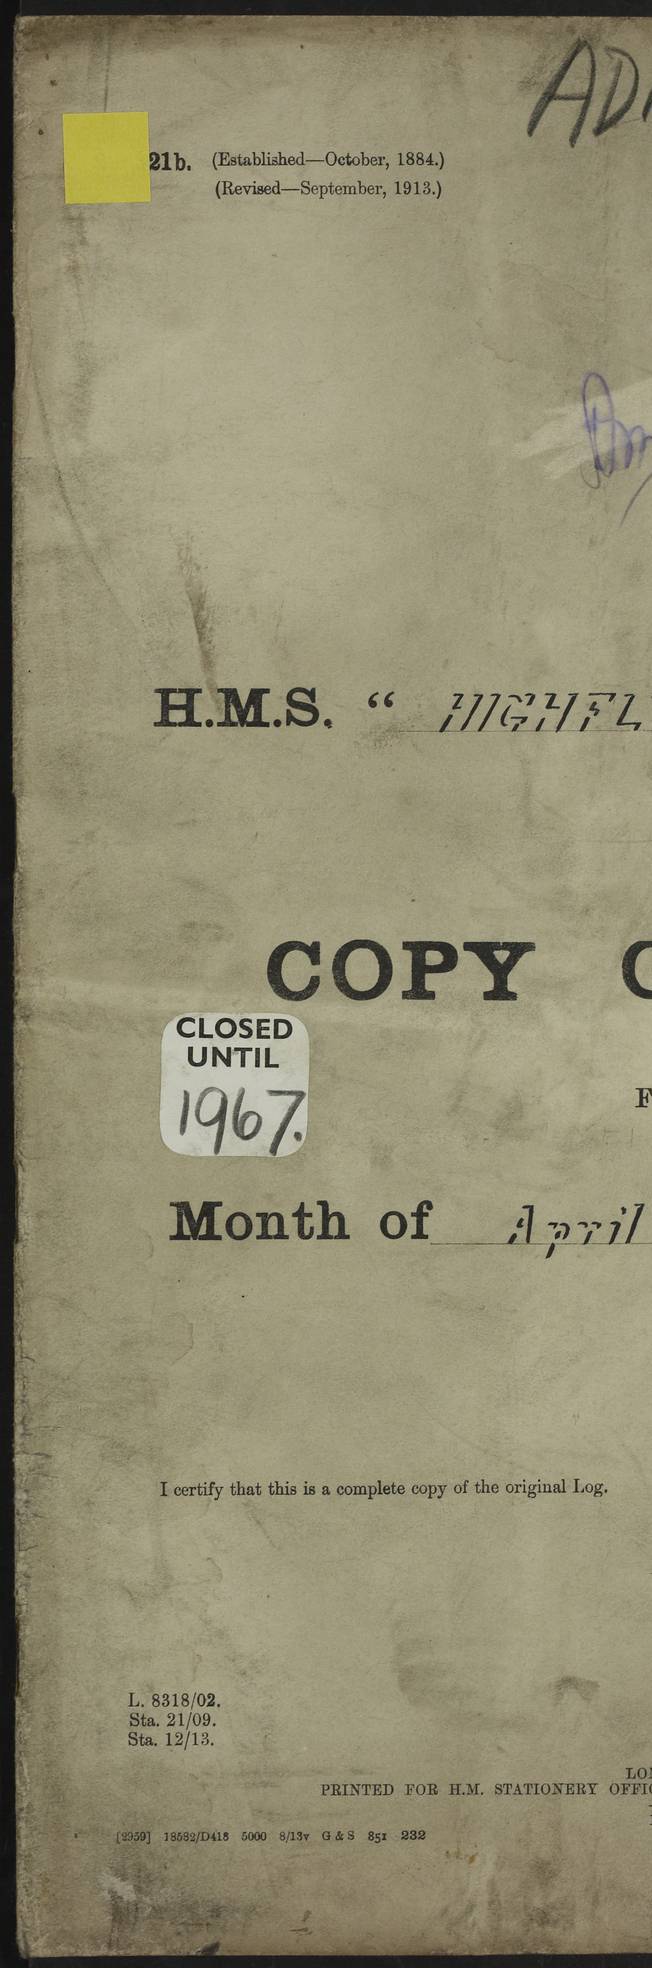 AD
21b. (Established—October, 1884.)
(Revised—September, 1913.)
H.M.S. “ HIGHFL
COPY
CLOSED
UNTIL
1967.
F
Month of April
I certify that this is a complete copy of the original Log.
L. 8318/02.
Sta. 21/09.
Sta. 12/13.
LON
PRINTED FOR H.M. STATIONERY OFFIC
[2959] 18582/D418 5000 8/13v G & S 851 232